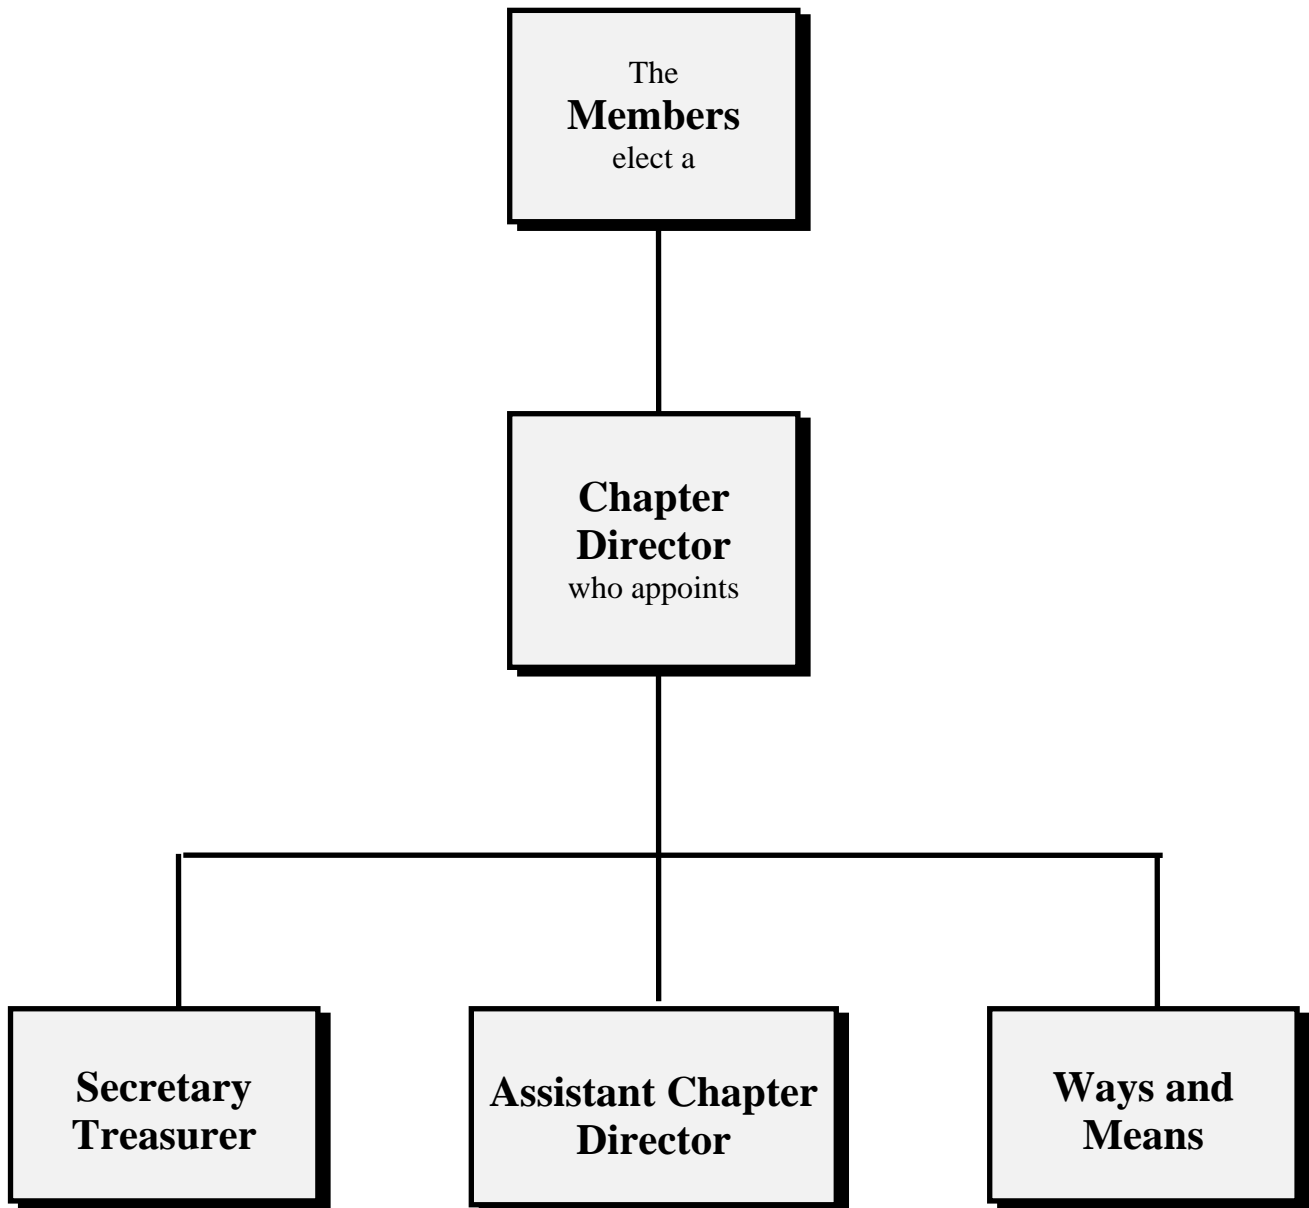 The
Members
elect a
Chapter
Director
who appoints
Secretary
Treasurer
Assistant Chapter
Director
Ways and
Means